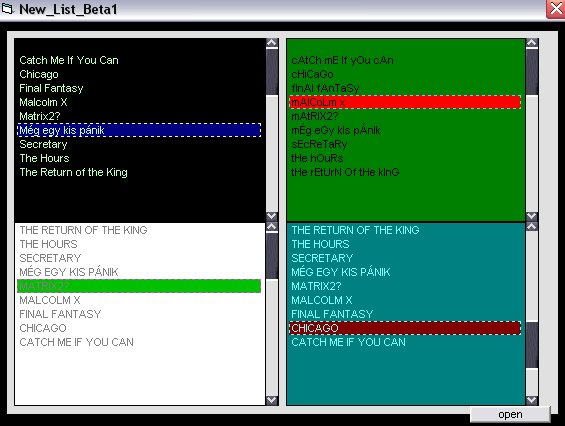 New_List_Beta1
Catch Me If You Can
Chicago
Final Fantasy
Malcolm X
Matrix2?
Még egy kis pánik
Secretary
The Hours
The Return of the King
cAtCh mE If yOu cAn
cHiCaGo
fInAl fAnTaSy
mAlCoLm x
mAtRiX2?
mÉg eGy kIs pÁnIk
sEcReTaRy
tHe hOuRs
tHe rEtUrN Of tHe kInG
THE RETURN OF THE KING
THE HOURS
SECRETARY
MÉG EGY KIS PÁNIK
MATRIX2?
MALCOLM X
FINAL FANTASY
CHICAGO
CATCH ME IF YOU CAN
THE RETURN OF THE KING
THE HOURS
SECRETARY
MÉG EGY KIS PÁNIK
MATRIX2?
MALCOLM X
FINAL FANTASY
CHICAGO
CATCH ME IF YOU CAN
open